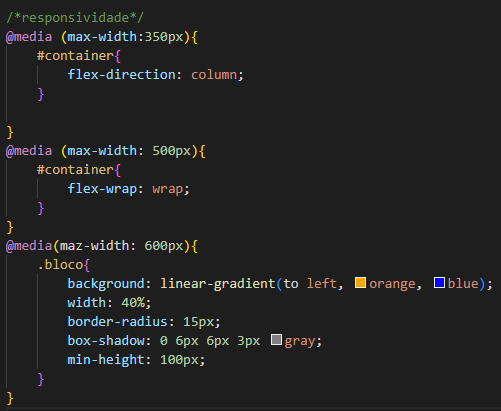 /*responsividade*/
@media (max-width:350px){
#container{
flex-direction: column;
}
}
@media (max-width: 500px){
#container{
flex-wrap: wrap;
}
}
@media(maz-width: 600px){
.bloco{
background: linear-gradient(to left, orange, blue);
width: 40%;
border-radius: 15px;
box-shadow: 0 6px 6px 3px gray;
min-height: 100px;
}
}